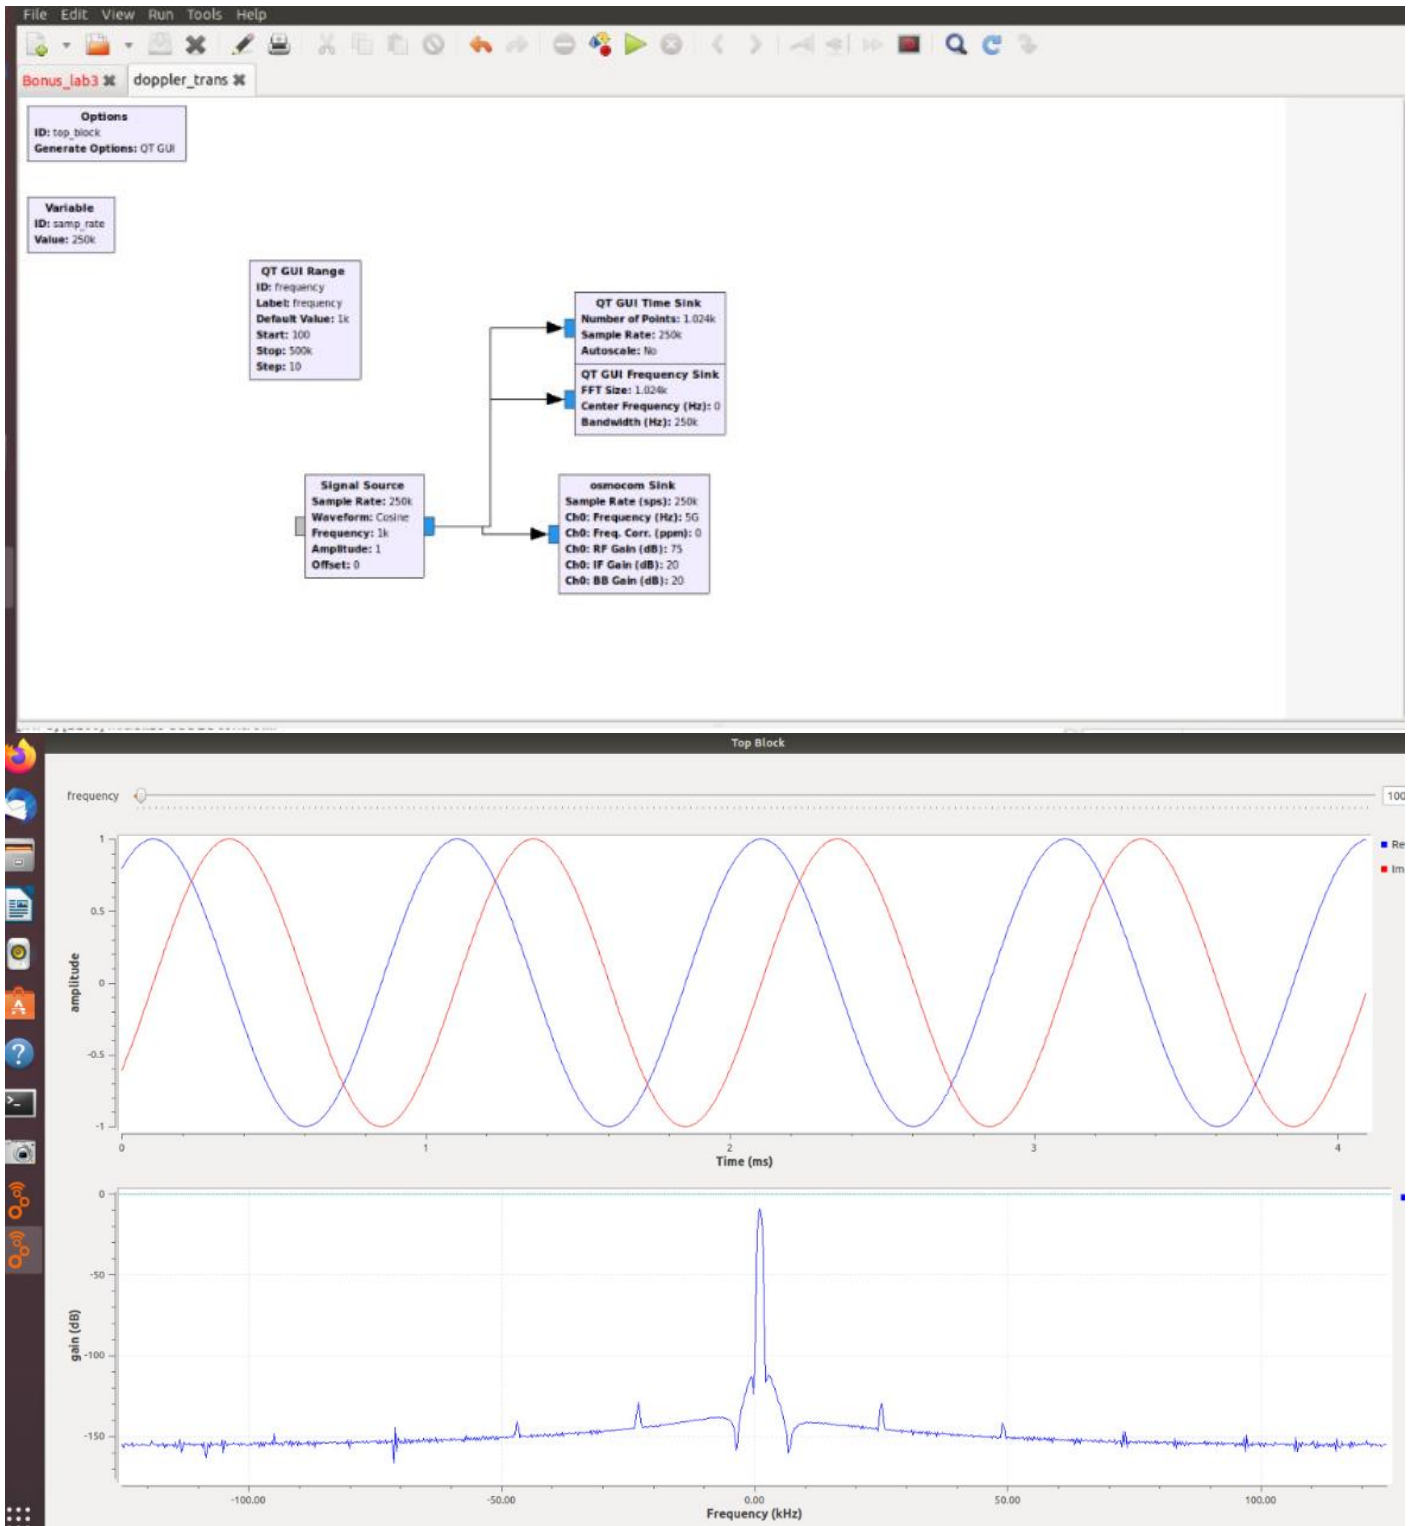 File Edit View Run Tools Help
Bonus_lab3 doppler_trans
Options
ID: top_block
Generate Options: QT GUI
Variable
ID: samp_rate
Value: 250k
QT GUI Range
ID: frequency
Label: frequency
Default Value: 1k
Start: 100
Stop: 500k
Step: 10
QT GUI Time Sink
Number of Points: 1.024k
Sample Rate: 250k
Autoscale: No
QT GUI Frequency Sink
FFT Size: 1.024k
Center Frequency (Hz): 0
Bandwidth (Hz): 250k
Signal Source
Sample Rate: 250k
Waveform: Cosine
Frequency: 1k
Amplitude: 1
Offset: 0
osmocom Sink
Sample Rate (sps): 250k
Ch0: Frequency (Hz): 5G
Ch0: Freq. Corr. (ppm): 0
Ch0: RF Gain (dB): 75
Ch0: IF Gain (dB): 20
Ch0: BB Gain (dB): 20
Top Block
frequency 100
1
0.5
0
-0.5
-1
amplitude
Re
Im
0 1 2 3 4
Time (ms)
0
-50
-100
-150
gain (dB)
-100.00 -50.00 0.00 50.00 100.00
Frequency (kHz)